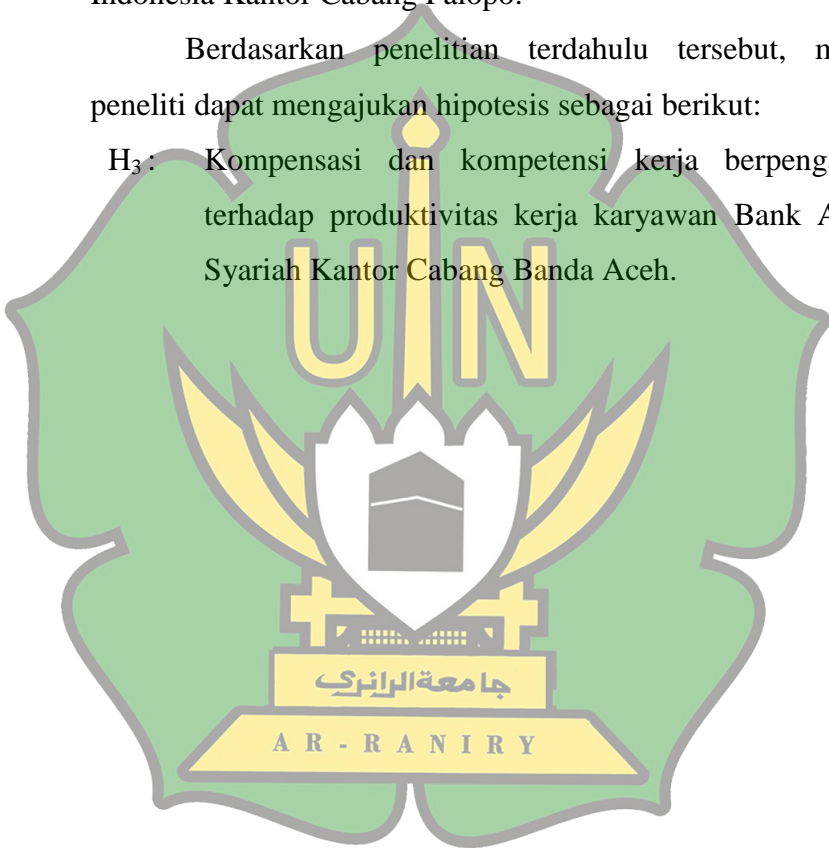 Indonesia Kantor Cabang Palopo.
Berdasarkan penelitian terdahulu tersebut,
peneliti dapat mengajukan hipotesis sebagai berikut:
H₃ : Kompensasi dan kompetensi kerja
terhadap produktivitas kerja karyawan Bank
Syariah Kantor Cabang Banda Aceh.
UIN
جامعة الرانري
AR-RANIRY